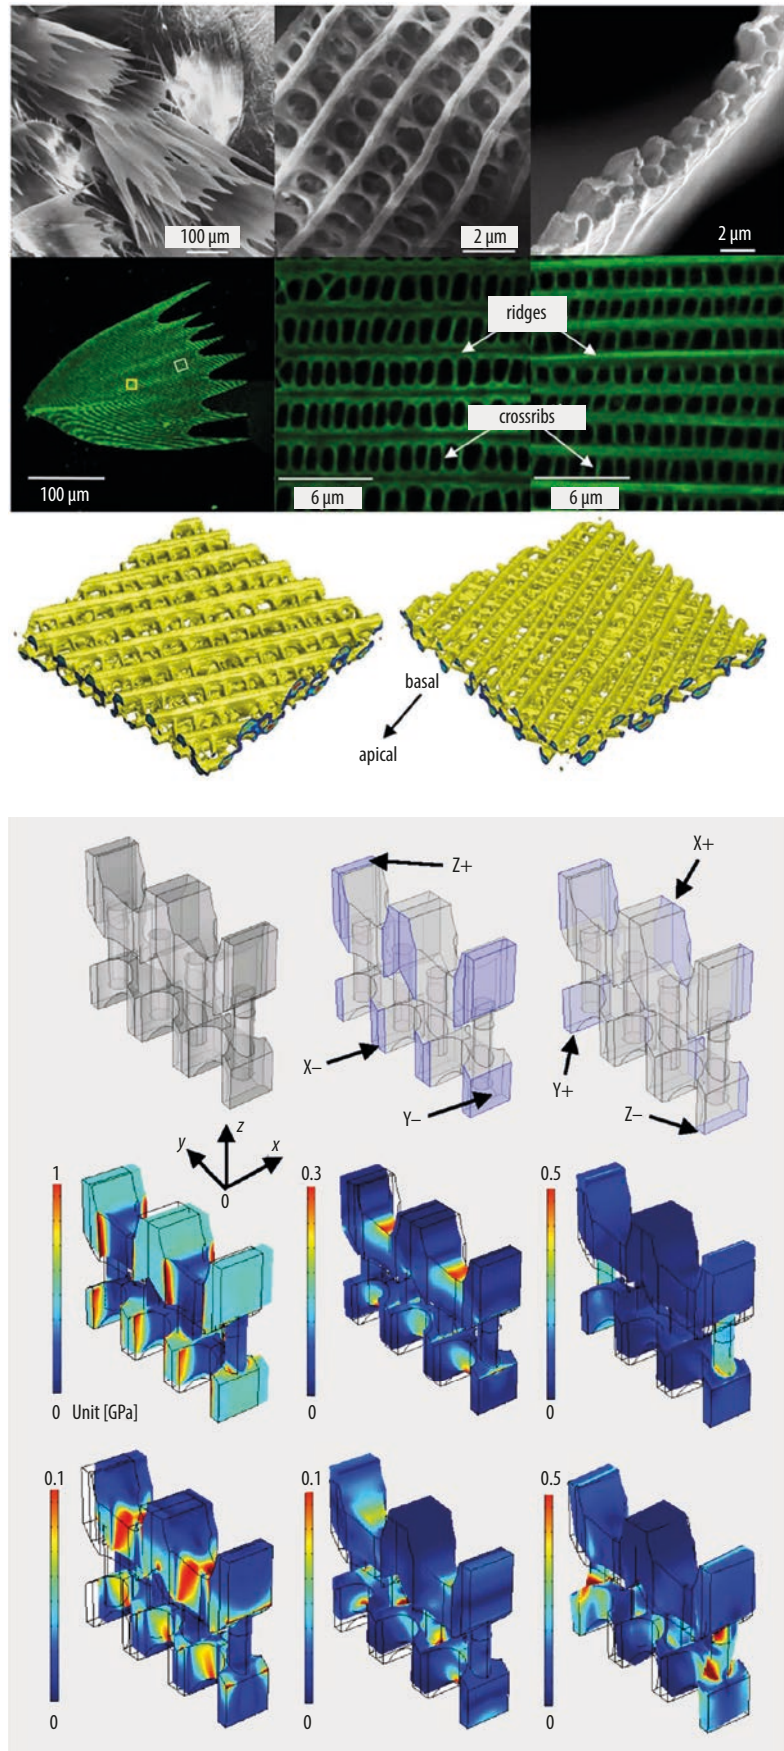 100 µm
2 µm
2 µm
ridges
crossribs
100 µm
6 µm
6 µm
basal
apical
X+
Z+
X–
Y+
Y–
Z–
z
y
x
0
1
0.3
0.5
0 Unit [GPa]
0
0
0.1
0.1
0.5
0
0
0